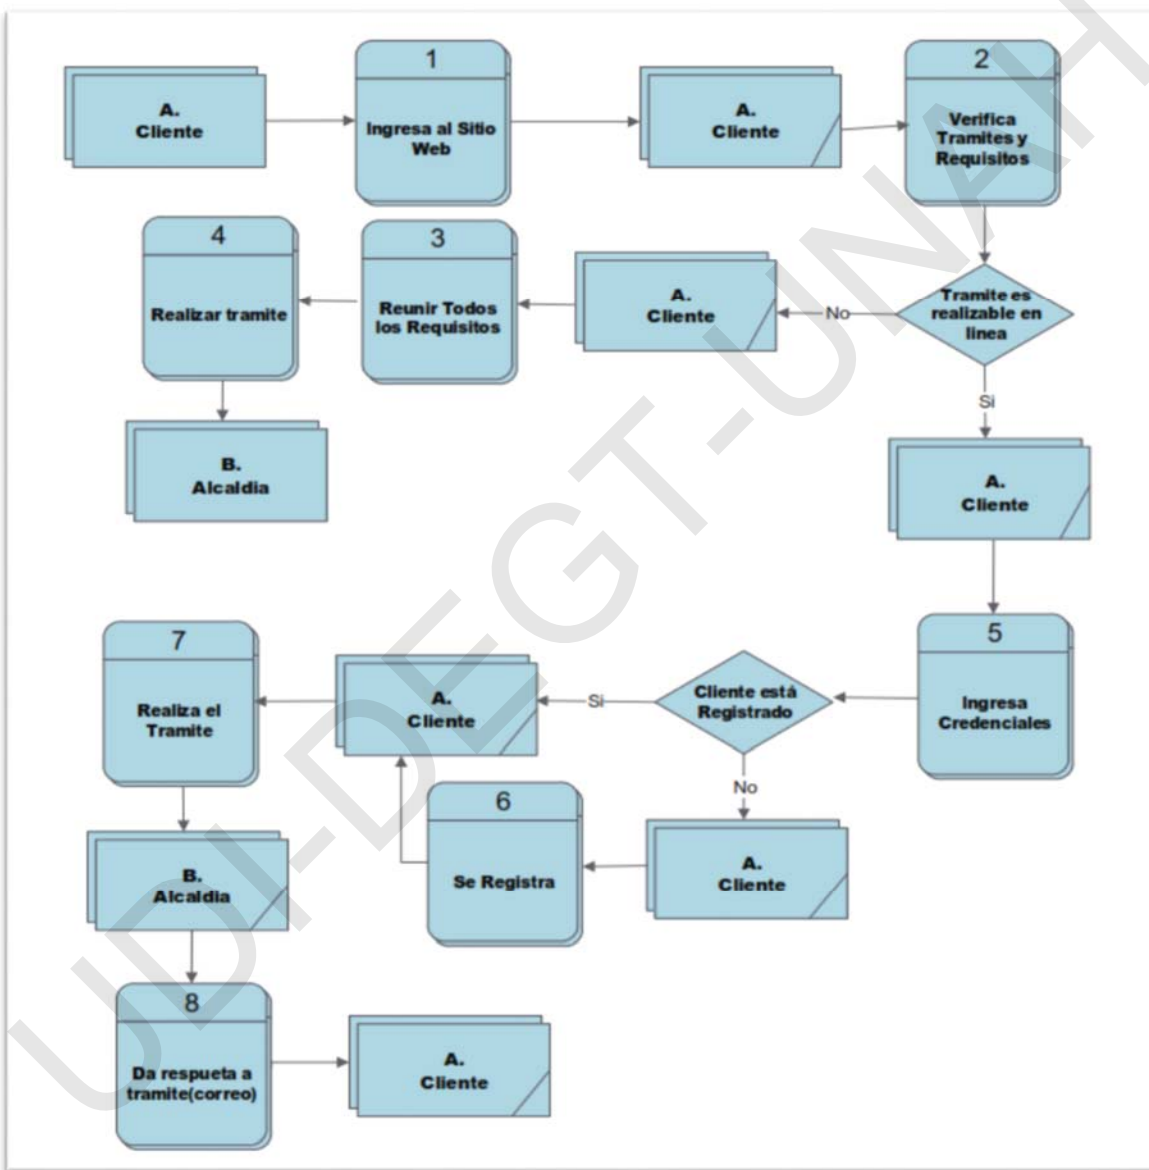 A.
Cliente
1
Ingresa al Sitio
Web
A.
Cliente
2
Verifica
Tramites y
Requisitos
4
Realizar tramite
3
Reunir Todos
los Requisitos
A.
Cliente
No
Tramite es
realizable en
linea
Si
B.
Alcaldia
A.
Cliente
7
Realiza el
Tramite
A.
Cliente
Si
Cliente está
Registrado
5
Ingresa
Credenciales
No
6
Se Registra
A.
Cliente
B.
Alcaldia
8
Da respueta a
tramite(correo)
A.
Cliente
UDI-DEGT-UNAH